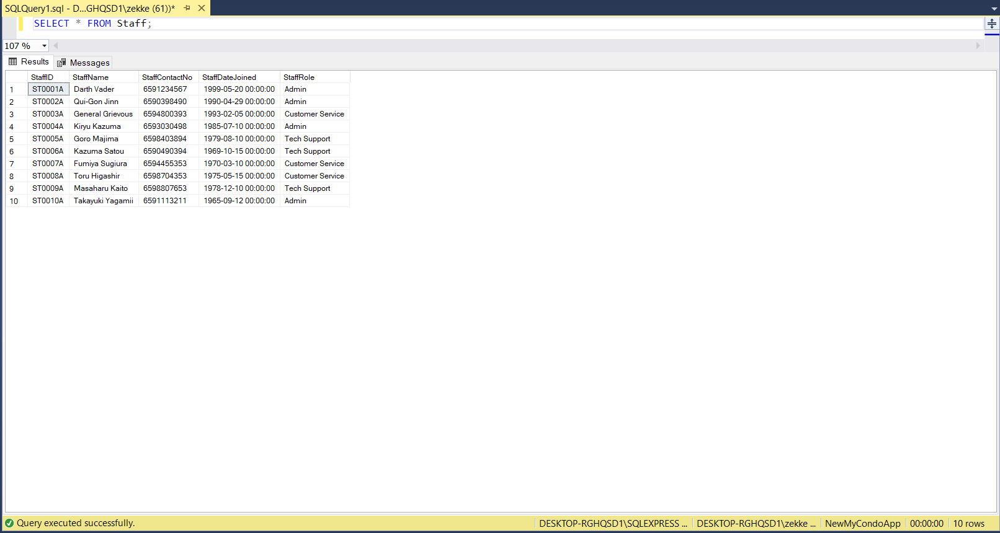 SQLQuery1.sql - D...GHQSD1\zekke (61))*
SELECT * FROM Staff;
107 %
Results Messages
StaffID StaffName StaffContactNo StaffDateJoined StaffRole
1 ST0001A Darth Vader 6591234567 1999-05-20 00:00:00 Admin
2 ST0002A Qui-Gon Jinn 6590398490 1990-04-29 00:00:00 Admin
3 ST0003A General Grievous 6594800393 1993-02-05 00:00:00 Customer Service
4 ST0004A Kiryu Kazuma 6593030498 1985-07-10 00:00:00 Admin
5 ST0005A Goro Majima 6598403894 1979-08-10 00:00:00 Tech Support
6 ST0006A Kazuma Satou 6590490394 1969-10-15 00:00:00 Tech Support
7 ST0007A Fumiya Sugiura 6594455353 1970-03-10 00:00:00 Customer Service
8 ST0008A Toru Higashir 6598704353 1975-05-15 00:00:00 Customer Service
9 ST0009A Masaharu Kaito 6598807653 1978-12-10 00:00:00 Tech Support
10 ST0010A Takayuki Yagamii 6591113211 1965-09-12 00:00:00 Admin
Query executed successfully. DESKTOP-RGHQSD1\SQLEXPRESS ... DESKTOP-RGHQSD1\zekke ... NewMyCondoApp 00:00:00 10 rows